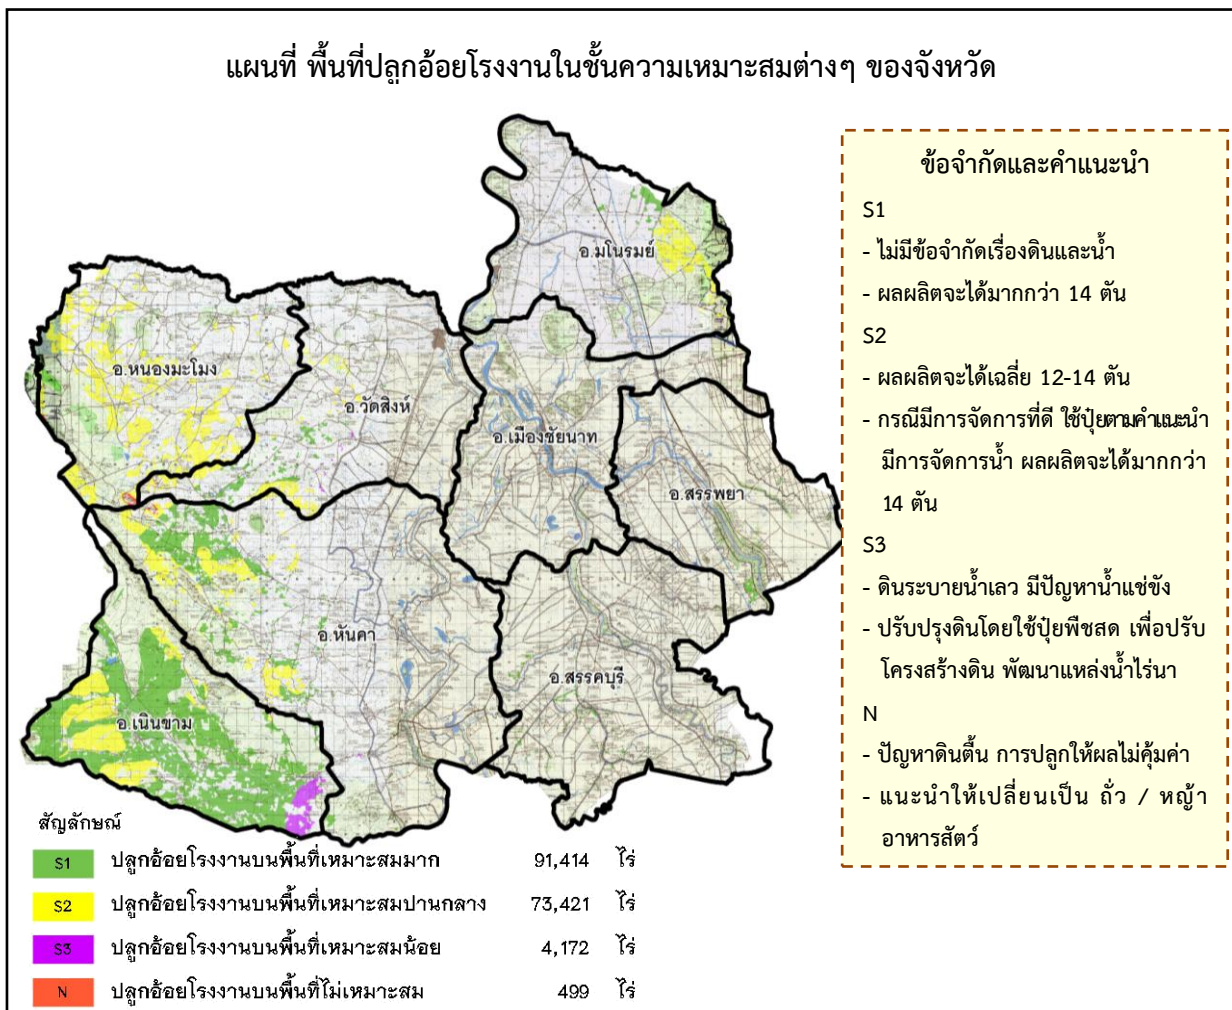 แผนที่ พื้นที่ปลูกอ้อยโรงงานในชั้นความเหมาะสมต่างๆ ของจังหวัด
อ.มโนรมย์
อ.หนองมะโมง
อ.วัดสิงห์
อ.เมืองชัยนาท
อ.สรรพยา
อ.หันคา
อ.สรรคบุรี
อ.เนินขาม
ข้อจำกัดและคำแนะนำ
S1
- ไม่มีข้อจำกัดเรื่องดินและน้ำ
- ผลผลิตจะได้มากกว่า 14 ตัน
S2
- ผลผลิตจะได้เฉลี่ย 12-14 ตัน
- กรณีมีการจัดการที่ดี ใช้ปุ๋ยตามคำแนะนำ
มีการจัดการน้ำ ผลผลิตจะได้มากกว่า
14 ตัน
S3
- ดินระบายน้ำเลว มีปัญหาน้ำแช่ขัง
- ปรับปรุงดินโดยใช้ปุ๋ยพืชสด เพื่อปรับ
โครงสร้างดิน พัฒนาแหล่งน้ำไร่นา
N
- ปัญหาดินตื้น การปลูกให้ผลไม่คุ้มค่า
- แนะนำให้เปลี่ยนเป็น ถั่ว / หญ้า
อาหารสัตว์
สัญลักษณ์
S1 ปลูกอ้อยโรงงานบนพื้นที่เหมาะสมมาก 91,414 ไร่
S2 ปลูกอ้อยโรงงานบนพื้นที่เหมาะสมปานกลาง 73,421 ไร่
S3 ปลูกอ้อยโรงงานบนพื้นที่เหมาะสมน้อย 4,172 ไร่
N ปลูกอ้อยโรงงานบนพื้นที่ไม่เหมาะสม 499 ไร่